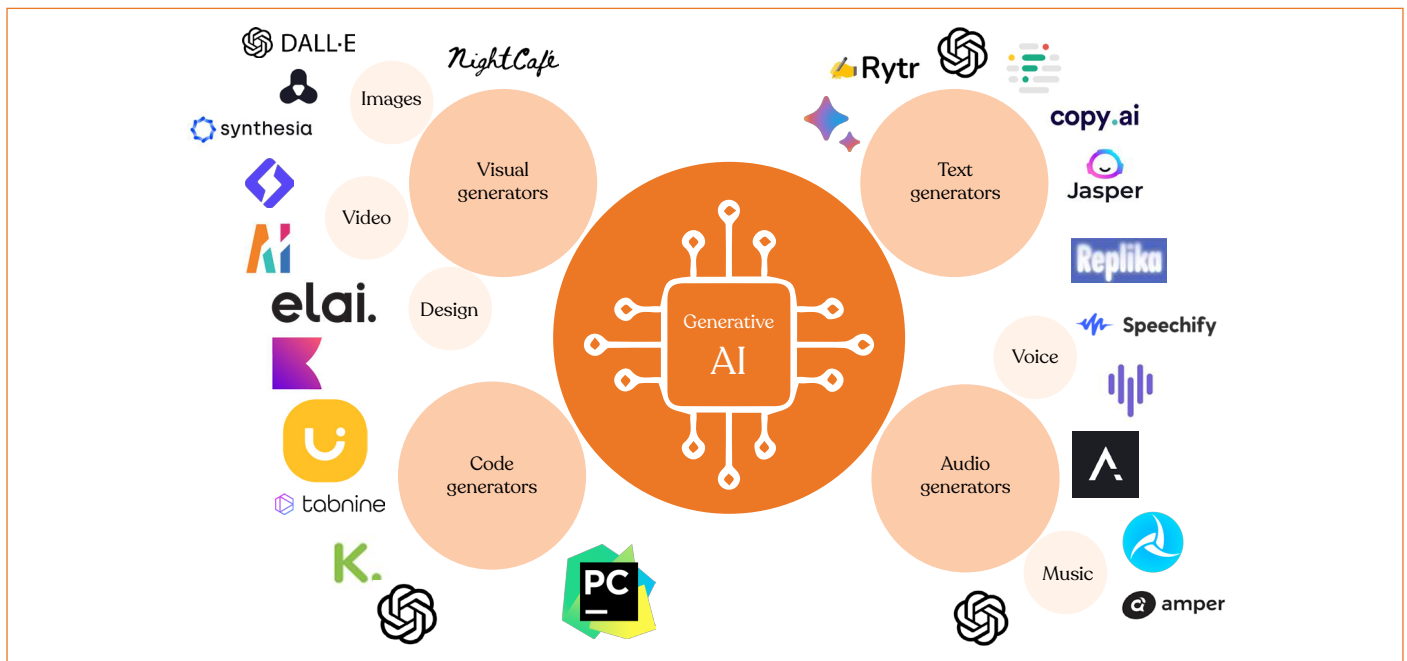 DALL·E
NightCafé
Images
synthesia
Visual
generators
Video
elai.
Design
Code
generators
tabnine
K.
PC
Generative
AI
Rytr
copy.ai
Text
generators
Jasper
Replika
Speechify
Voice
Audio
generators
Music
amper